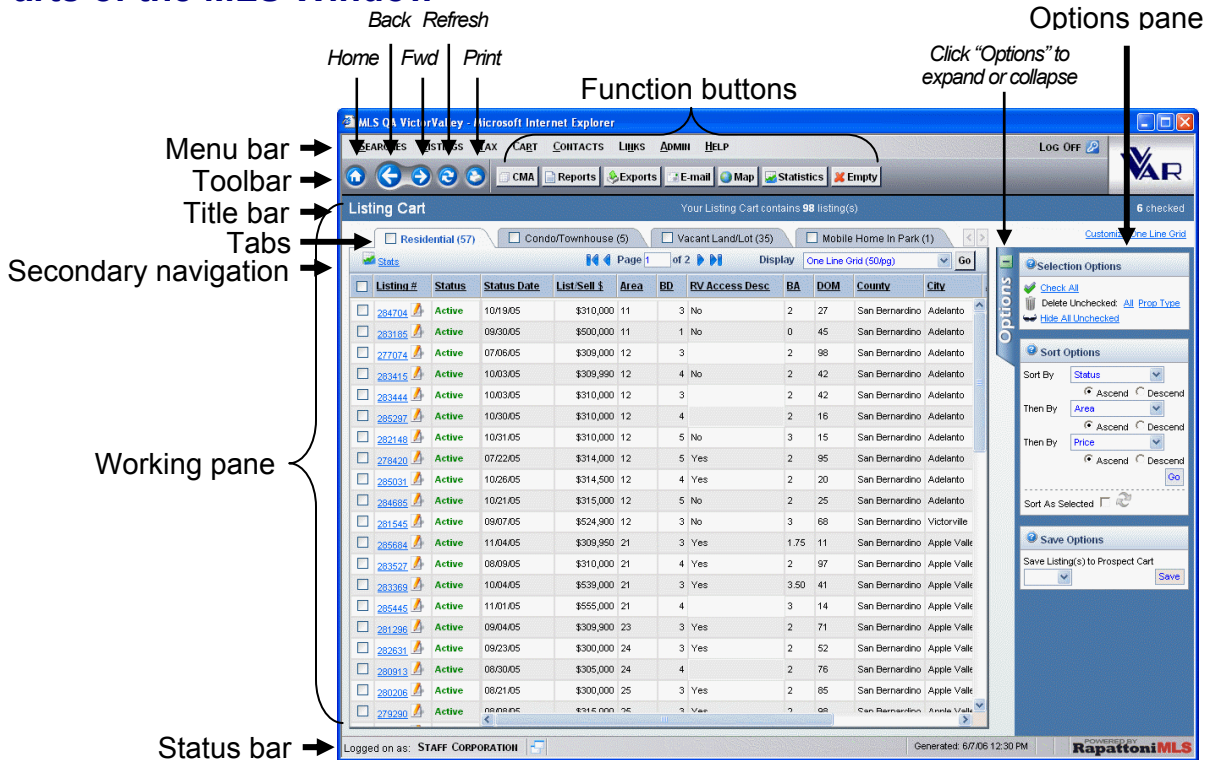 arts of the MLS Window
Back Refresh
Options pane
Home Fwd Print
Click “Options” to
expand or collapse
Function buttons
MLS QA VictorValley - Microsoft Internet Explorer
Menu bar
SEARCHES LISTINGS TAX CART CONTACTS LINKS ADMIN HELP
LOG OFF
VVAR
Toolbar
CMA Reports Exports E-mail Map Statistics Empty
Title bar
Listing Cart
Your Listing Cart contains 98 listing(s)
6 checked
Tabs
Residential (57) Condo/Townhouse (5) Vacant Land/Lot (35) Mobile Home In Park (1)
Customize One Line Grid
Secondary navigation
Stats
Page 1 of 2
Display One Line Grid (50/pg) Go
Listing # Status Status Date List/Sell $ Area BD RV Access Desc BA DOM County City
284704 Active 10/19/05 $310,000 11 3 No 2 27 San Bernardino Adelanto
283185 Active 09/30/05 $500,000 11 1 No 0 45 San Bernardino Adelanto
277074 Active 07/06/05 $309,000 12 3 2 98 San Bernardino Adelanto
283415 Active 10/03/05 $309,990 12 4 No 2 42 San Bernardino Adelanto
283444 Active 10/03/05 $310,000 12 3 2 42 San Bernardino Adelanto
285297 Active 10/30/05 $310,000 12 4 2 16 San Bernardino Adelanto
282148 Active 10/31/05 $310,000 12 5 No 3 15 San Bernardino Adelanto
278420 Active 07/22/05 $314,000 12 5 Yes 2 95 San Bernardino Adelanto
285031 Active 10/26/05 $314,500 12 4 Yes 2 20 San Bernardino Adelanto
284685 Active 10/21/05 $315,000 12 5 No 2 25 San Bernardino Adelanto
281545 Active 09/07/05 $524,900 12 3 No 3 68 San Bernardino Victorville
285684 Active 11/04/05 $309,950 21 3 Yes 1.75 11 San Bernardino Apple Valle
283527 Active 08/09/05 $310,000 21 4 Yes 2 97 San Bernardino Apple Valle
283369 Active 10/04/05 $539,000 21 3 Yes 3.50 41 San Bernardino Apple Valle
285445 Active 11/01/05 $555,000 21 4 3 14 San Bernardino Apple Valle
281296 Active 09/04/05 $309,900 23 3 Yes 2 71 San Bernardino Apple Valle
282631 Active 09/23/05 $300,000 24 3 Yes 2 52 San Bernardino Apple Valle
280913 Active 08/30/05 $305,000 24 4 2 76 San Bernardino Apple Valle
280206 Active 08/21/05 $300,000 25 3 Yes 2 85 San Bernardino Apple Valle
279290 Active 08/08/05 $315,000 25 3 Yes 2 98 San Bernardino Apple Valle
Working pane
Options
Selection Options
Check All
Delete Unchecked: All Prop Type
Hide All Unchecked
Sort Options
Sort By Status
Ascend Descend
Then By Area
Ascend Descend
Then By Price
Ascend Descend
Go
Sort As Selected
Save Options
Save Listing(s) to Prospect Cart
Save
Status bar
Logged on as: STAFF CORPORATION
Generated: 6/7/06 12:30 PM
POWERED BY
RapattoniMLS